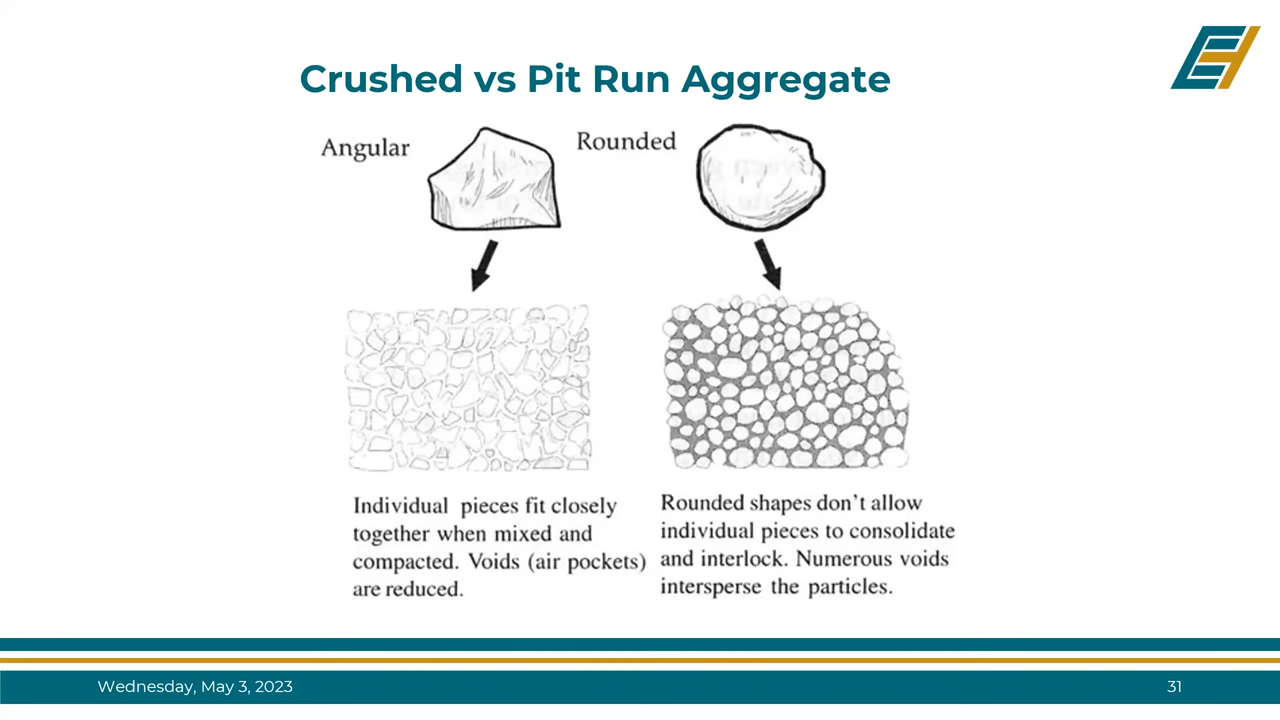 Crushed vs Pit Run Aggregate
Angular
Rounded
Individual pieces fit closely
together when mixed and
compacted. Voids (air pockets)
are reduced.
Rounded shapes don't allow
individual pieces to consolidate
and interlock. Numerous voids
intersperse the particles.
Wednesday, May 3, 2023
31